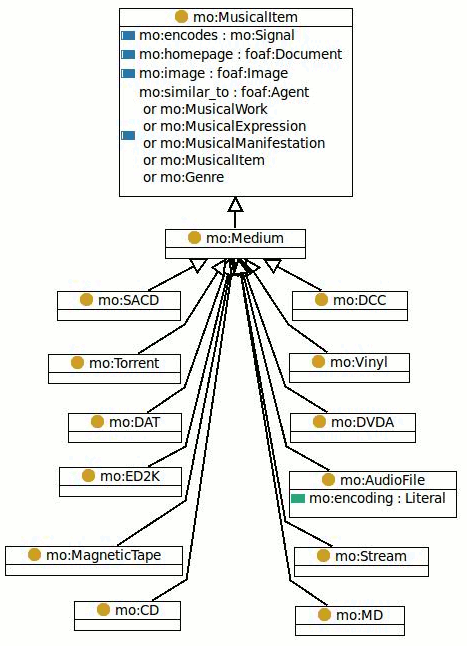 mo:MusicalItem
mo:encodes : mo:Signal
mo:homepage : foaf:Document
mo:image : foaf:Image
mo:similar_to : foaf:Agent
or mo:MusicalWork
or mo:MusicalExpression
or mo:MusicalManifestation
or mo:MusicalItem
or mo:Genre
mo:Medium
mo:SACD
mo:DCC
mo:Torrent
mo:Vinyl
mo:DAT
mo:DVDA
mo:ED2K
mo:AudioFile
mo:encoding : Literal
mo:MagneticTape
mo:Stream
mo:CD
mo:MD